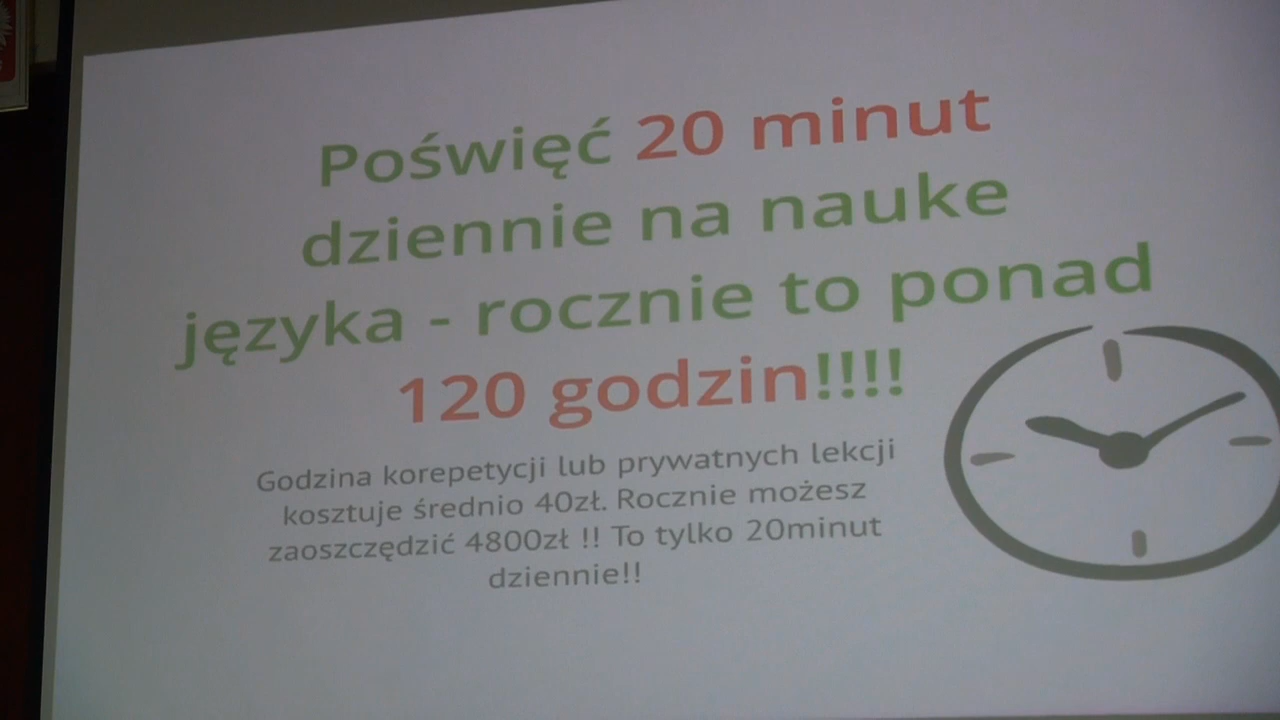 Poświęć 20 minut
dziennie na nauke
języka - rocznie to ponad
120 godzin!!!!
Godzina korepetycji lub prywatnych lekcji
kosztuje średnio 40zł. Rocznie możesz
zaoszczędzić 4800zł !! To tylko 20minut
dziennie!!